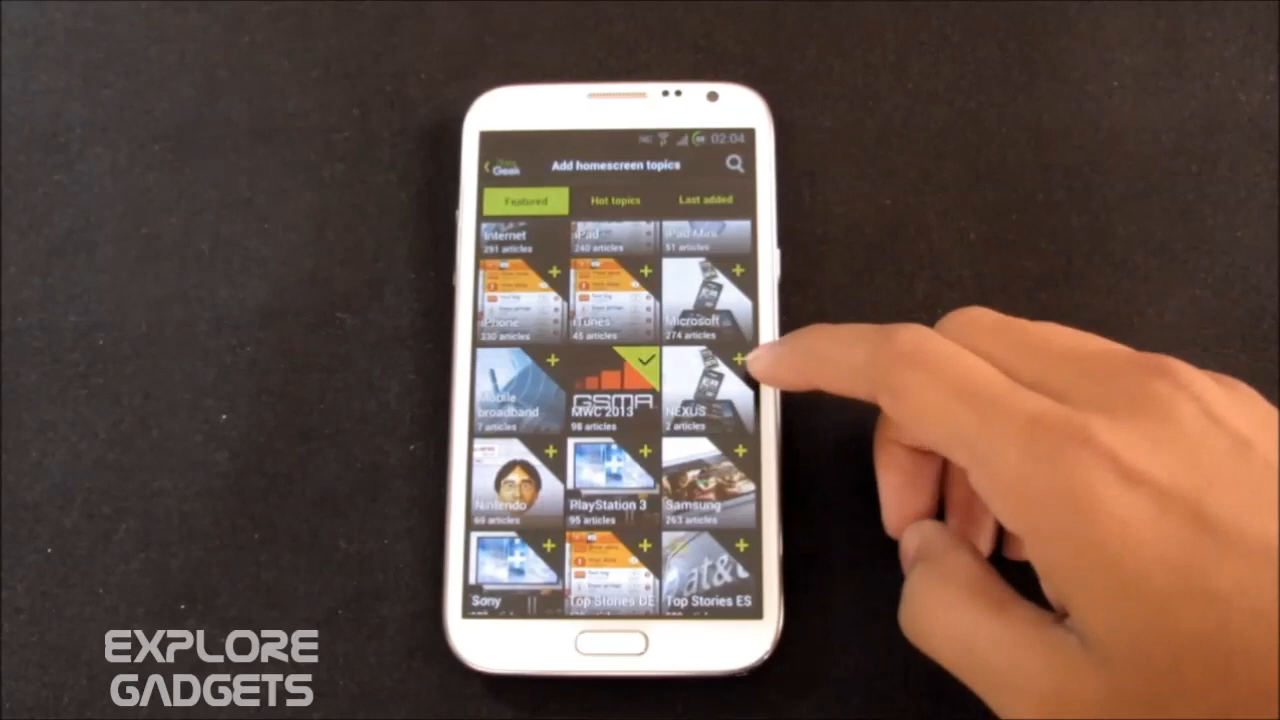 02:04
Geek
Add homescreen topics
Featured Hot topics Last added
Internet iPad iPad Mini
291 articles 240 articles 51 articles
iPhone iTunes Microsoft
330 articles 45 articles 274 articles
Mobile
broadband MWC 2013 NEXUS
GSMA
7 articles 98 articles 2 articles
Nintendo PlayStation 3 Samsung
69 articles 95 articles 263 articles
at&t
Sony Top Stories DE Top Stories ES
EXPLORE
GADGETS